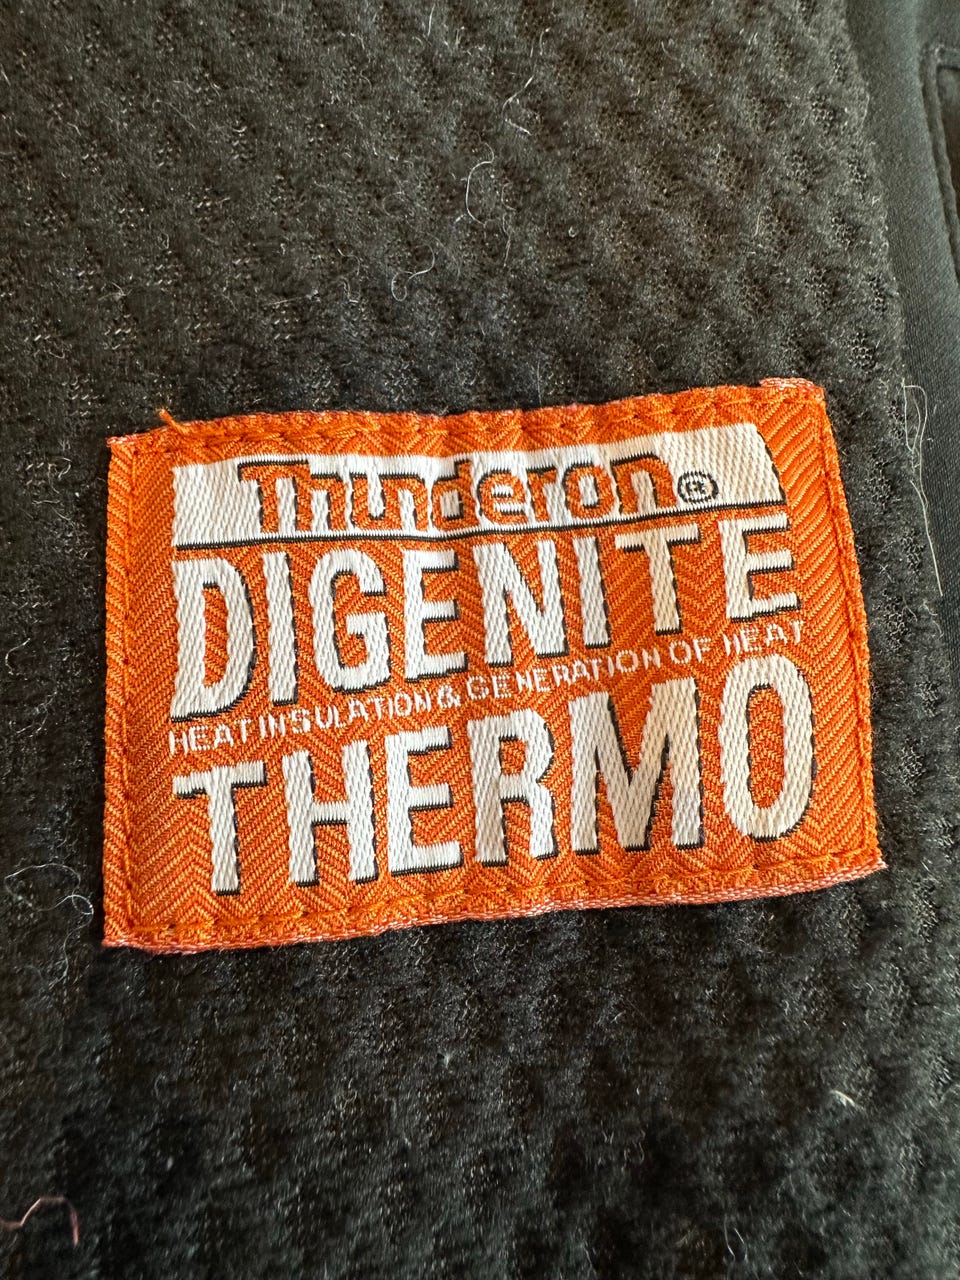 Thunderon®
DIGENITE
HEAT INSULATION & GENERATION OF HEAT
THERMO